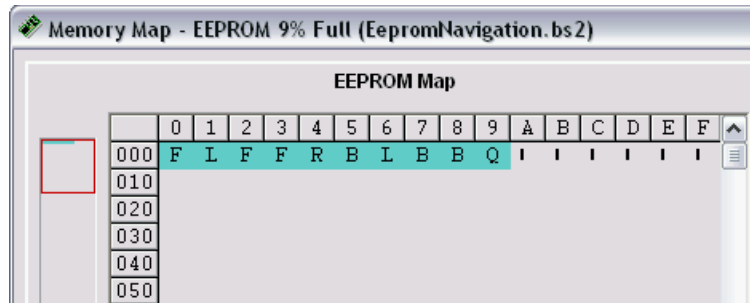 Memory Map - EEPROM 9% Full (EepromNavigation.bs2)
EEPROM Map
0 1 2 3 4 5 6 7 8 9 A B C D E F
000 F L F F R B L B B Q
010
020
030
040
050